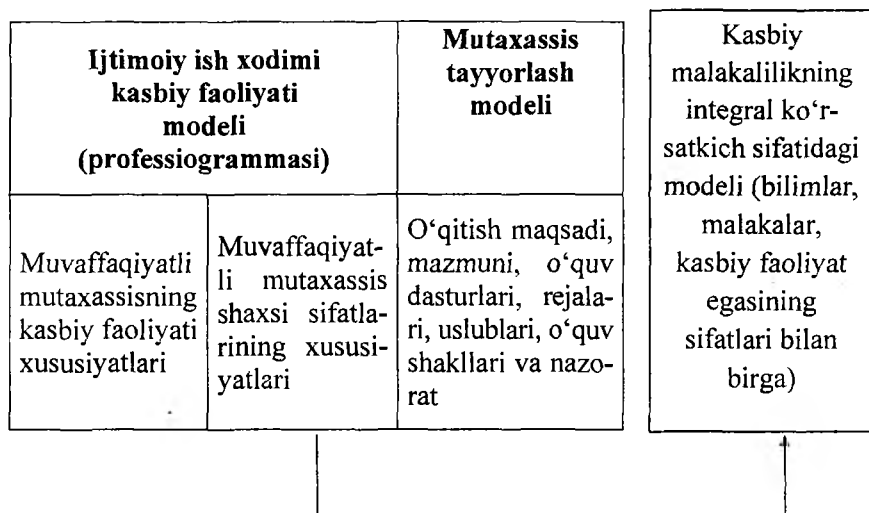 Ijtimoiy ish xodimi
kasbiy faoliyati
modeli
(professiogrammasi)
Mutaxassis
tayyorlash
modeli
Muvaffaqiyatli
mutaxassisning
kasbiy faoliyati
xususiyatlari
Muvaffaqiyat-
li mutaxassis
shaxsi sifatla-
rining xususi-
yatlari
O‘qitish maqsadi,
mazmuni, o‘quv
dasturlari, rejala-
ri, uslublari, o‘quv
shakllari va nazo-
rat
Kasbiy
malakalilikning
integral ko‘r-
satkich sifatidagi
modeli (bilimlar,
malakalar,
kasbiy faoliyat
egasining
sifatlari bilan
birga)